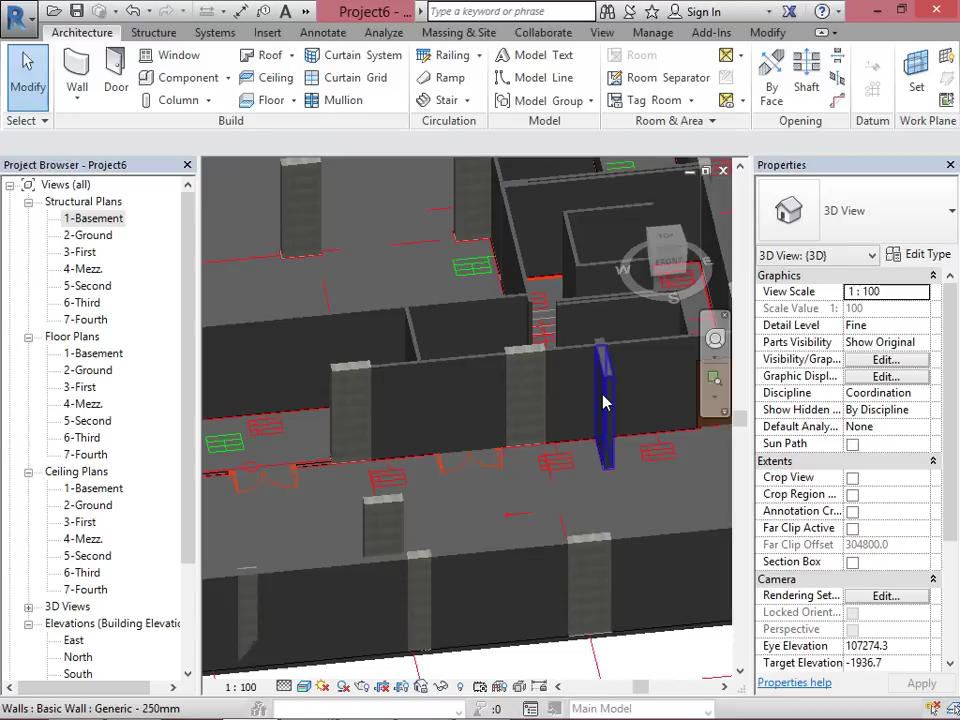 Project6 - ...
Type a keyword or phrase
Sign In
Architecture
Structure
Systems
Insert
Annotate
Analyze
Massing & Site
Collaborate
View
Manage
Add-Ins
Modify
Modify
Wall
Door
Window
Component
Column
Roof
Ceiling
Floor
Curtain System
Curtain Grid
Mullion
Railing
Ramp
Stair
Model Text
Model Line
Model Group
Room
Room Separator
Tag Room
By Face
Shaft
Set
Select
Build
Circulation
Model
Room & Area
Opening
Datum
Work Plane
Project Browser - Project6
Views (all)
Structural Plans
1-Basement
2-Ground
3-First
4-Mezz.
5-Second
6-Third
7-Fourth
Floor Plans
1-Basement
2-Ground
3-First
4-Mezz.
5-Second
6-Third
7-Fourth
Ceiling Plans
1-Basement
2-Ground
3-First
4-Mezz.
5-Second
6-Third
7-Fourth
3D Views
Elevations (Building Elevatio
East
North
South
TOP
FRONT
W
E
S
Properties
3D View
3D View: {3D}
Edit Type
Graphics
View Scale
1 : 100
Scale Value 1:
100
Detail Level
Fine
Parts Visibility
Show Original
Visibility/Grap...
Edit...
Graphic Displ...
Edit...
Discipline
Coordination
Show Hidden ...
By Discipline
Default Analy...
None
Sun Path
Extents
Crop View
Crop Region ...
Annotation Cr...
Far Clip Active
Far Clip Offset
304800.0
Section Box
Camera
Rendering Set...
Edit...
Locked Orient...
Perspective
Eye Elevation
107274.3
Target Elevation
-1936.7
Properties help
Apply
1 : 100
Walls : Basic Wall : Generic - 250mm
:0
Main Model